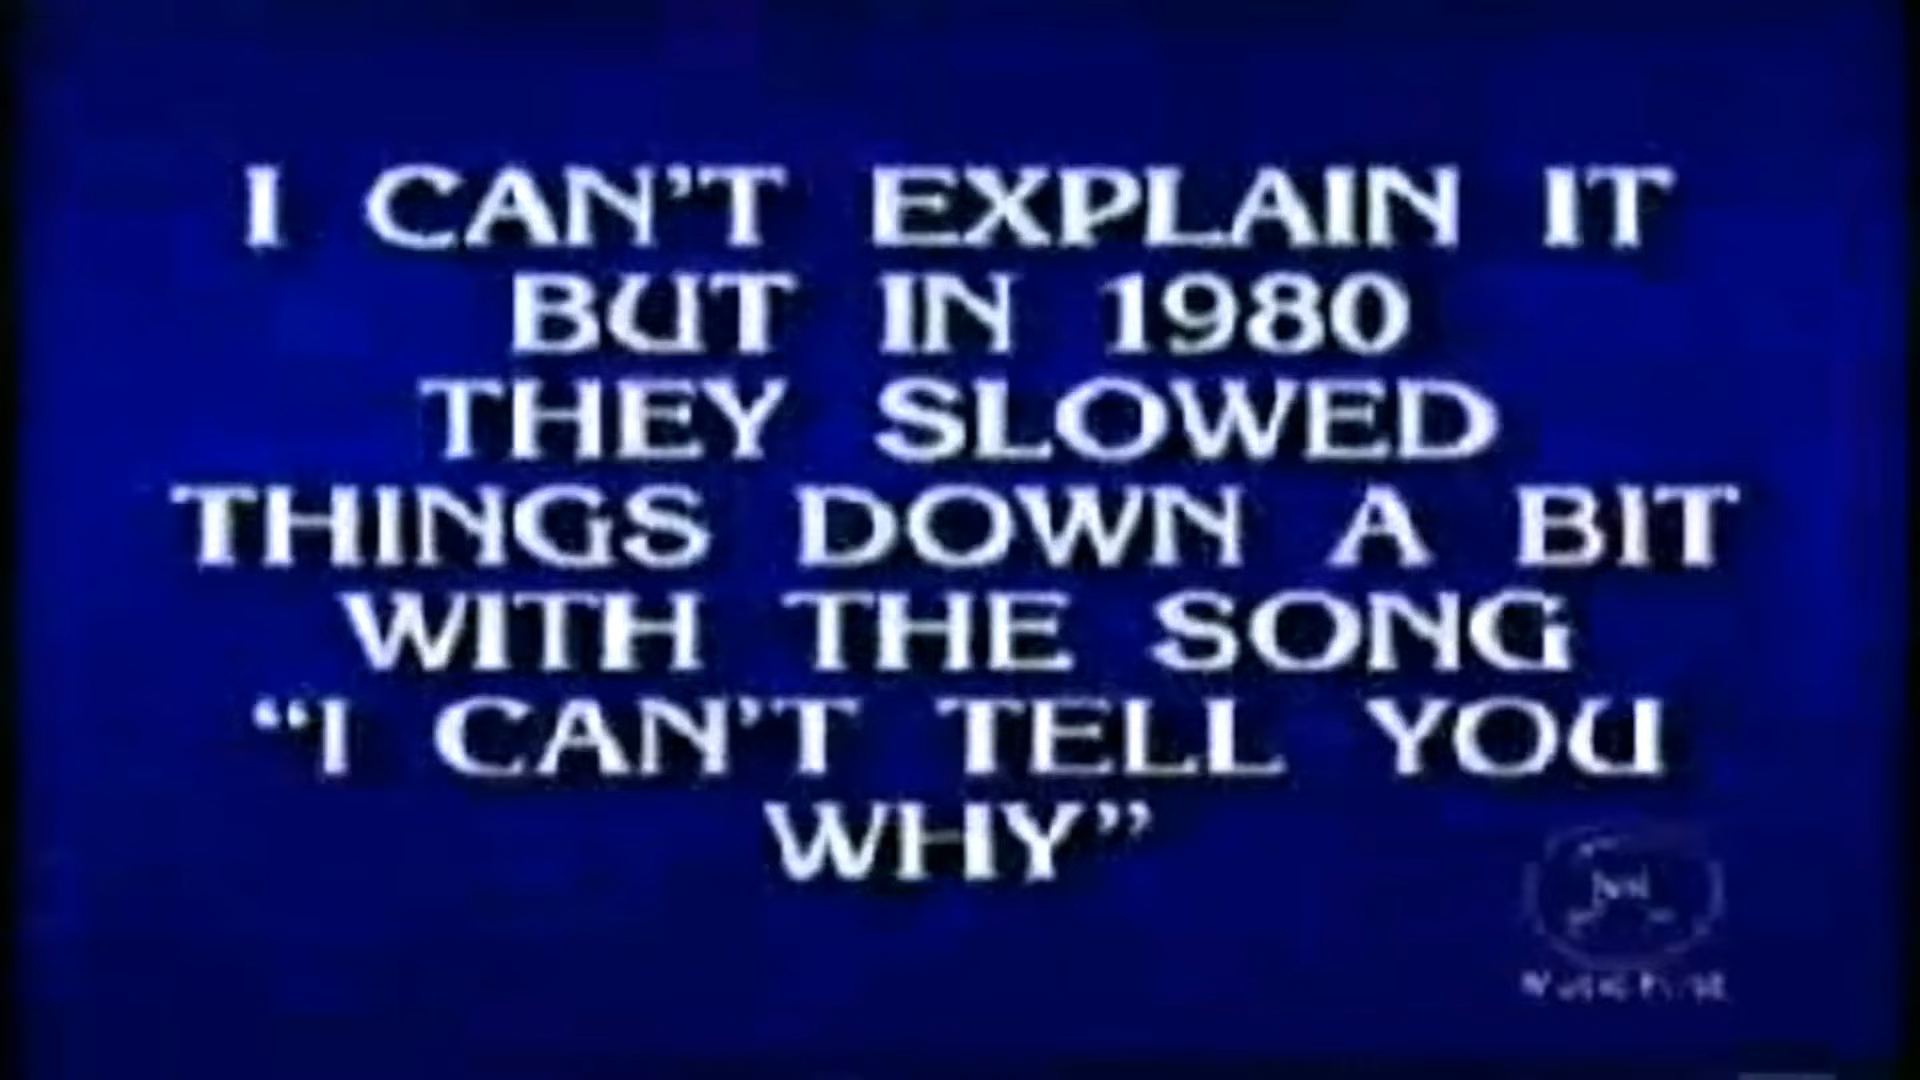 I CAN'T EXPLAIN IT
BUT IN 1980
THEY SLOWED
THINGS DOWN A BIT
WITH THE SONG
“I CAN'T TELL YOU
WHY”